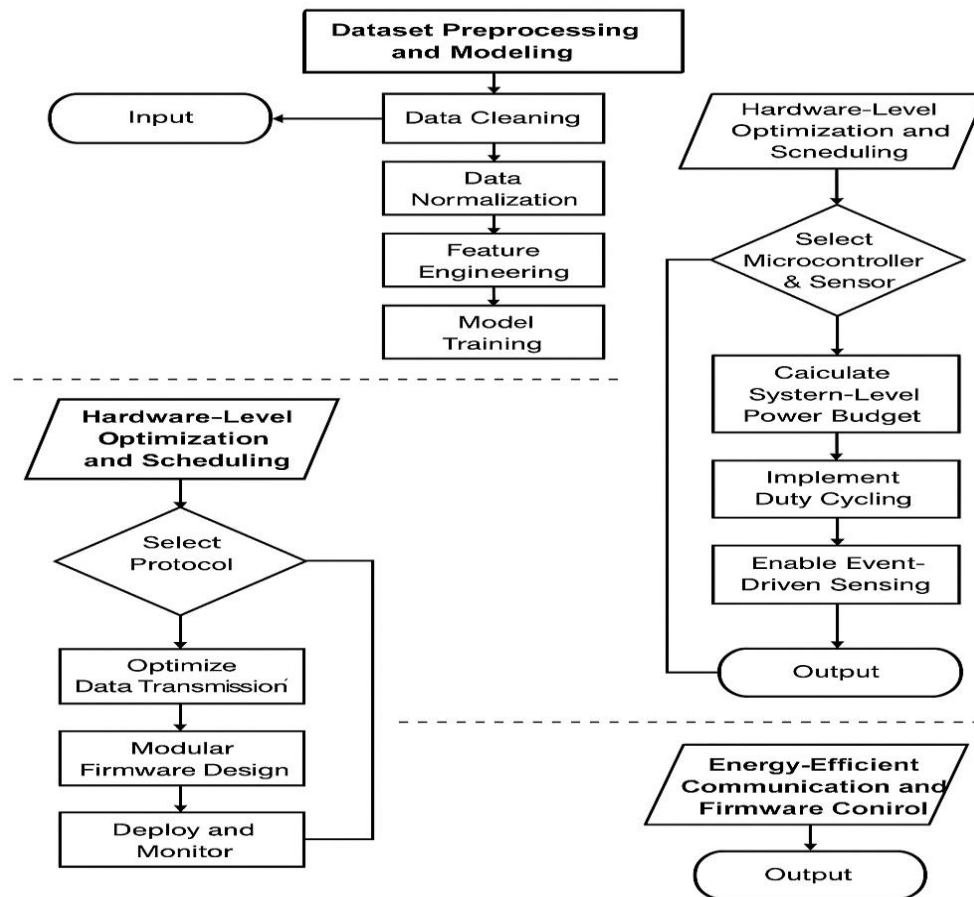 Dataset Preprocessing
and Modeling
Input
Data Cleaning
Data
Normalization
Feature
Engineering
Model
Training
Hardware-Level
Optimization and
Scneduling
Select
Microcontroller
& Sensor
Caiculate
Systern-Level
Power Budget
Implement
Duty Cycling
Enable Event-
Driven Sensing
Output
Hardware-Level
Optimization
and Scheduling
Select
Protocol
Optimize
Data Transmission
Modular
Firmware Design
Deploy and
Monitor
Energy-Efficient
Communication and
Firmware Conirol
Output